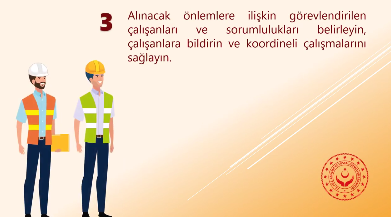 3
Alınacak önlemlere ilişkin görevlendirilen
çalışanları ve sorumlulukları belirleyin,
çalışanlara bildirin ve koordineli çalışmalarını
sağlayın.